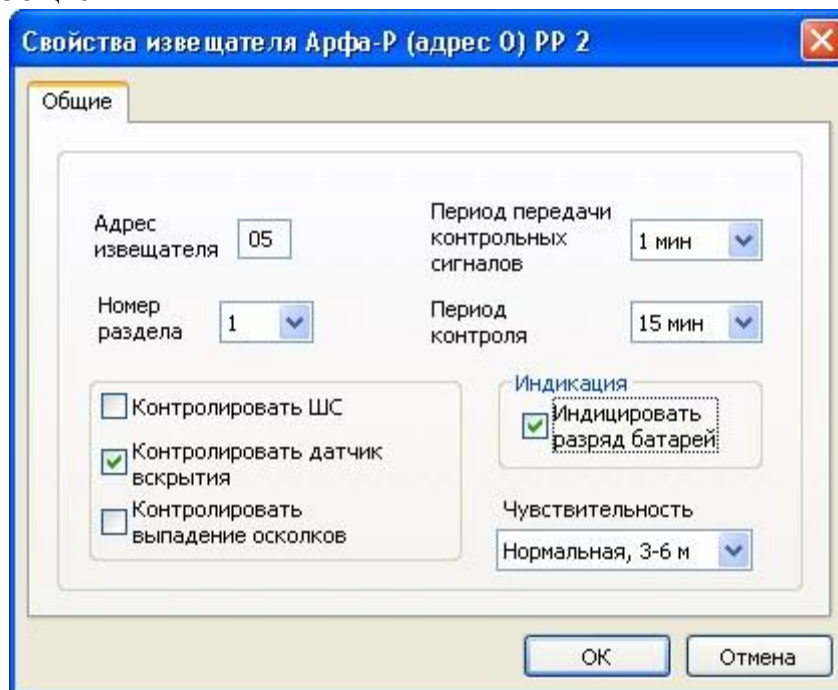 Свойства извещателя Арфа-Р (адрес 0) РР 2
Общие
Адрес
извещателя
05
Период передачи
контрольных
сигналов
1 мин
Номер
раздела
1
Период
контроля
15 мин
Контролировать ШС
Контролировать датчик
вскрытия
Контролировать
выпадение осколков
Индикация
Индицировать
разряд батарей
Чувствительность
Нормальная, 3-6 м
ОК
Отмена